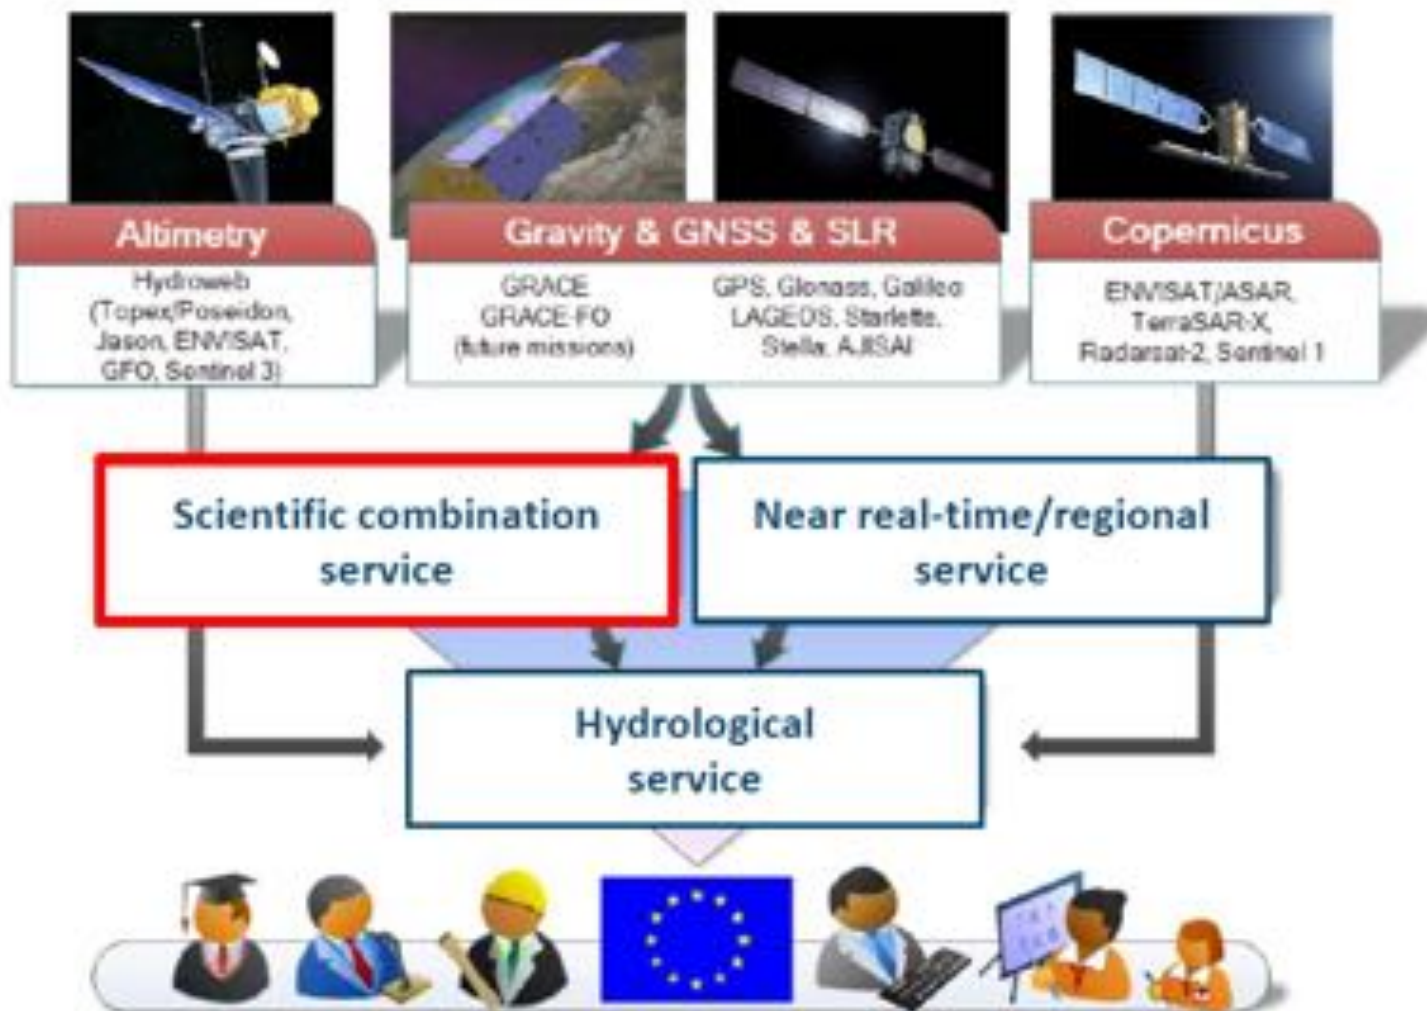 Altimetry
Hydroweb
(Topex/Poseidon,
Jason, ENVISAT,
GFO, Sentinel 3)
Gravity & GNSS & SLR
GRACE
GRACE-FO
(future missions)
GPS, Glonass, Galileo
LAGEOS, Starlette,
Stella, AJISAI
Copernicus
ENVISAT/ASAR,
TerraSAR-X,
Radarsat-2, Sentinel 1
Scientific combination
service
Near real-time/regional
service
Hydrological
service